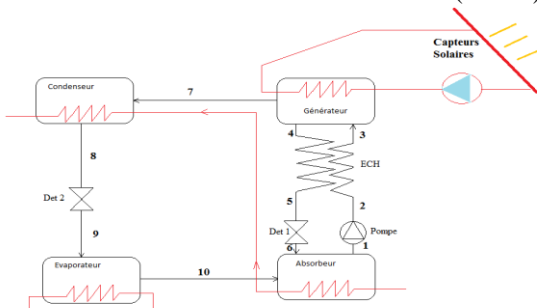 Capteurs
Solaires
Condenseur
7
Générateur
4
3
8
ECH
5
2
Det 2
Det 1
Pompe
9
6
1
Evaporateur
10
Absorbeur